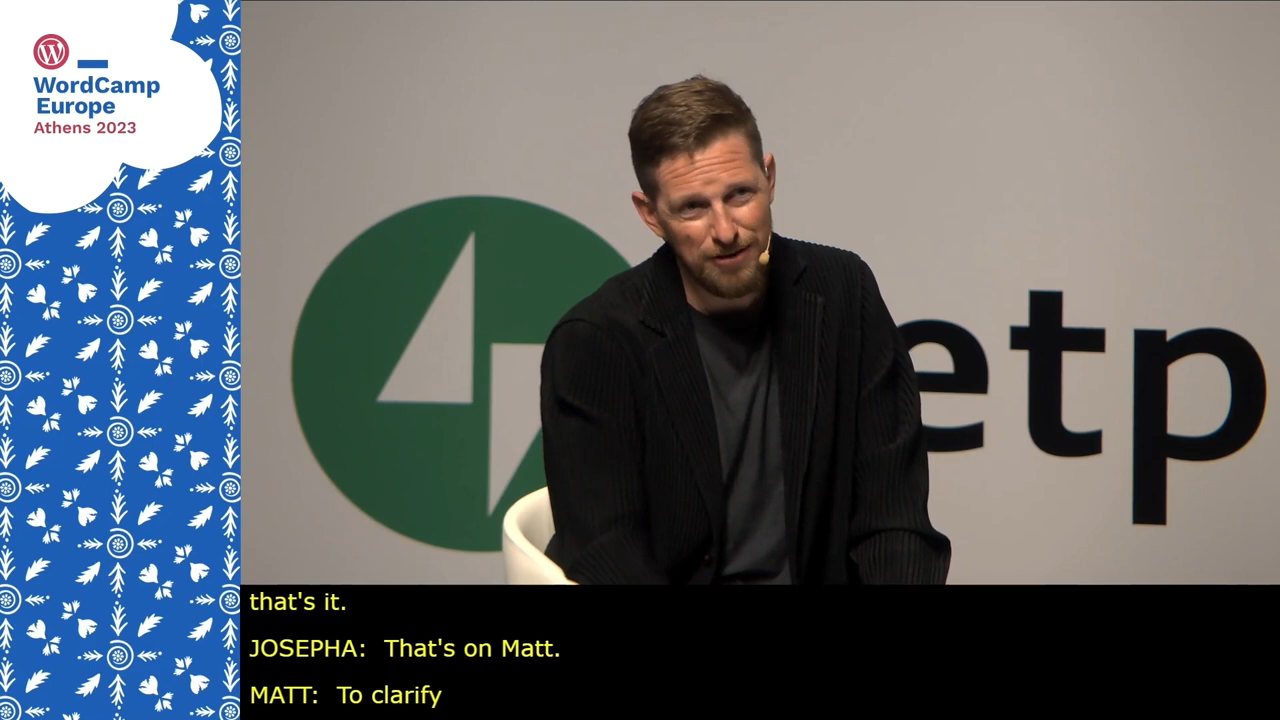 WordCamp
Europe
Athens 2023
etp
that's it.
JOSEPHA:  That's on Matt.
MATT:  To clarify